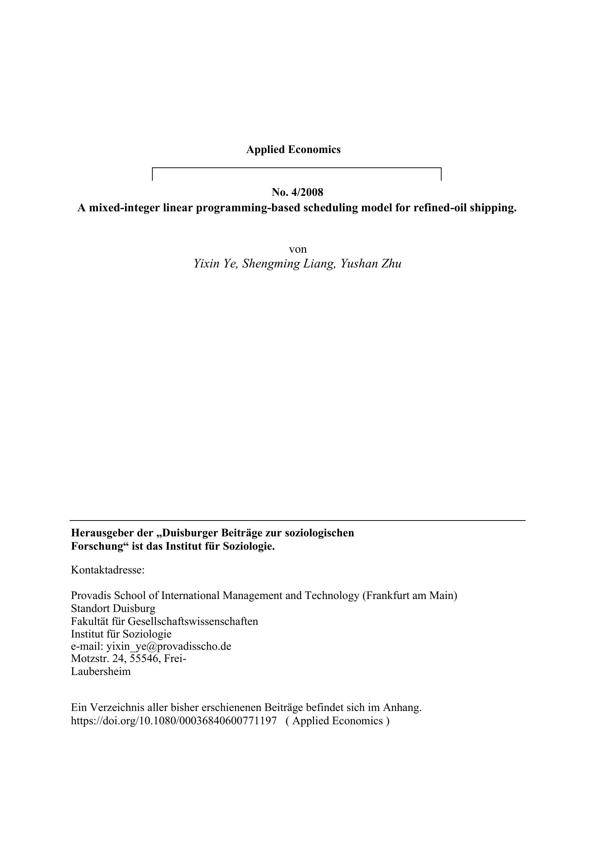 Applied Economics
No. 4/2008
A mixed-integer linear programming-based scheduling model for refined-oil shipping.
von
Yixin Ye, Shengming Liang, Yushan Zhu
Herausgeber der „Duisburger Beiträge zur soziologischen
Forschung“ ist das Institut für Soziologie.
Kontaktadresse:
Provadis School of International Management and Technology (Frankfurt am Main)
Standort Duisburg
Fakultät für Gesellschaftswissenschaften
Institut für Soziologie
e-mail: yixin_ye@provadisscho.de
Motzstr. 24, 55546, Frei-
Laubersheim
Ein Verzeichnis aller bisher erschienenen Beiträge befindet sich im Anhang.
https://doi.org/10.1080/00036840600771197 ( Applied Economics )